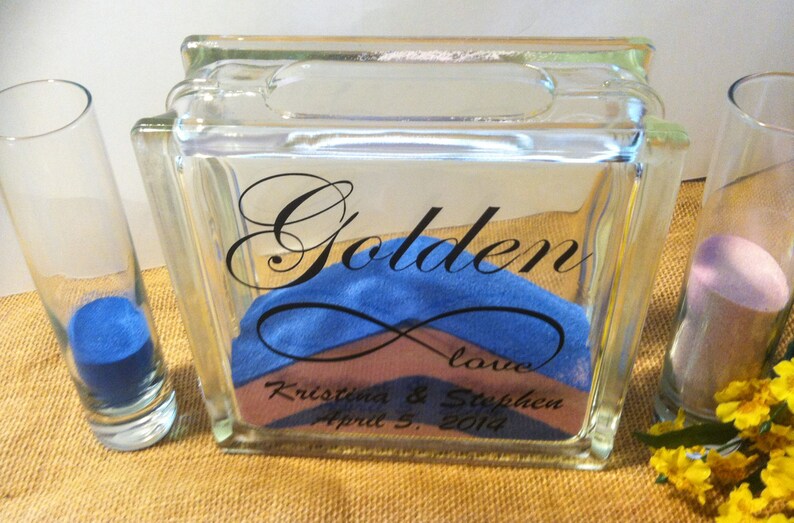 Golden
love
Kristina & Stephen
April 5, 2014